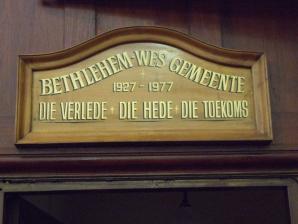 BETHLEHEM-WES GEMEENTE
1927-1977
DIE VERLEDE + DIE HEDE + DIE TOEKOMS